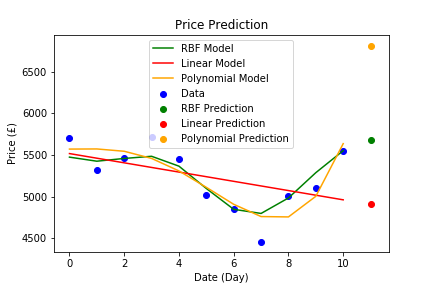 Price Prediction
RBF Model
Linear Model
Polynomial Model
Data
RBF Prediction
Linear Prediction
Polynomial Prediction
Price (£)
6500
6000
5500
5000
4500
0 2 4 6 8 10
Date (Day)